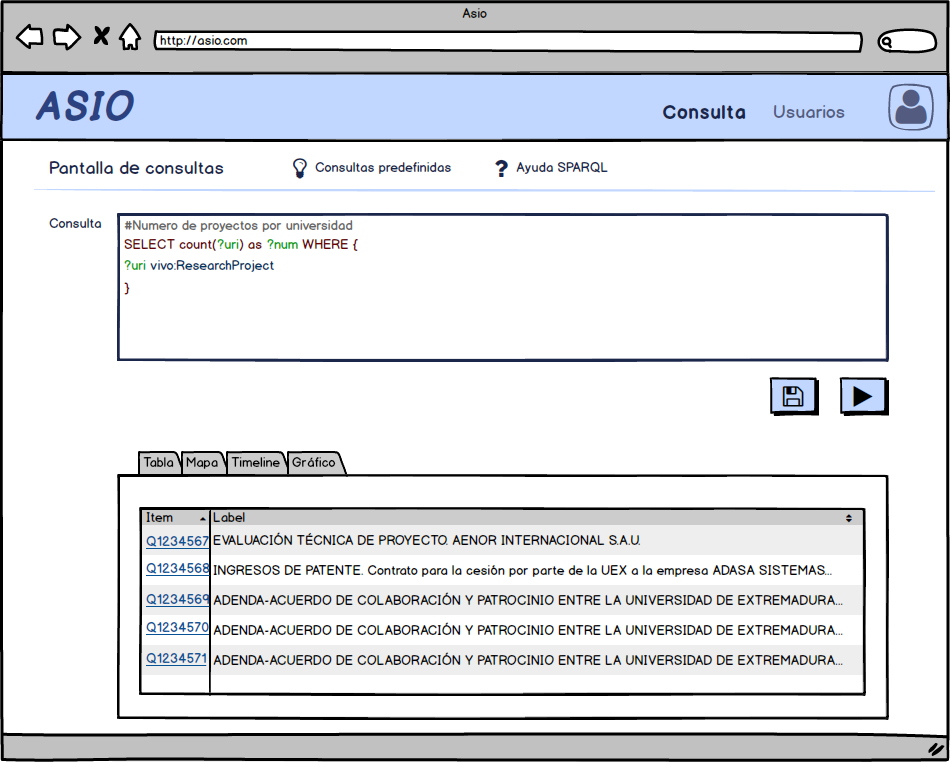 Asio
http://asio.com
ASIO
Consulta
Usuarios
Pantalla de consultas
Consultas predefinidas
? Ayuda SPARQL
Consulta
#Numero de proyectos por universidad
SELECT count(?uri) as ?num WHERE {
?uri vivo:ResearchProject
}
Tabla
Mapa
Timeline
Gráfico
Item
Label
Q1234567 EVALUACIÓN TÉCNICA DE PROYECTO. AENOR INTERNACIONAL S.A.U.
Q1234568 INGRESOS DE PATENTE. Contrato para la cesión por parte de la UEX a la empresa ADASA SISTEMAS...
Q1234569 ADENDA-ACUERDO DE COLABORACIÓN Y PATROCINIO ENTRE LA UNIVERSIDAD DE EXTREMADURA...
Q1234570 ADENDA-ACUERDO DE COLABORACIÓN Y PATROCINIO ENTRE LA UNIVERSIDAD DE EXTREMADURA...
Q1234571 ADENDA-ACUERDO DE COLABORACIÓN Y PATROCINIO ENTRE LA UNIVERSIDAD DE EXTREMADURA...